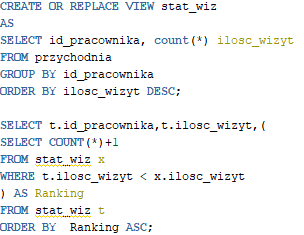 CREATE OR REPLACE VIEW stat_wiz
AS
SELECT id_pracownika, count(*) ilosc_wizyt
FROM przychodnia
GROUP BY id_pracownika
ORDER BY ilosc_wizyt DESC;
SELECT t.id_pracownika,t.ilosc_wizyt,(
SELECT COUNT(*)+1
FROM stat_wiz x
WHERE t.ilosc_wizyt < x.ilosc_wizyt
) AS Ranking
FROM stat_wiz t
ORDER BY  Ranking ASC;